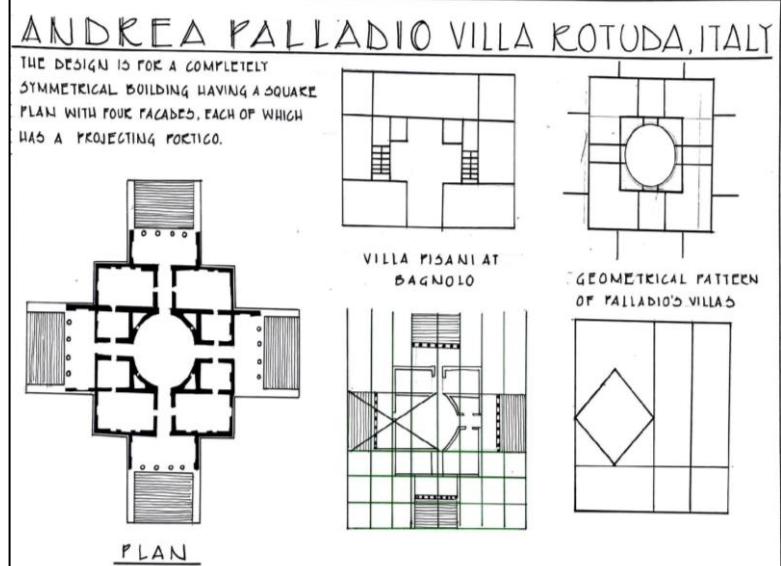 ANDREA PALLADIO VILLA ROTUDA, ITALY
THE DESIGN IS FOR A COMPLETELY
SYMMETRICAL BUILDING HAVING A SQUARE
PLAN WITH FOUR FACADES, EACH OF WHICH
HAS A PROJECTING PORTICO.
VILLA PISANI AT
BAGNOLO
GEOMETRICAL PATTERN
OF PALLADIO'S VILLAS
PLAN